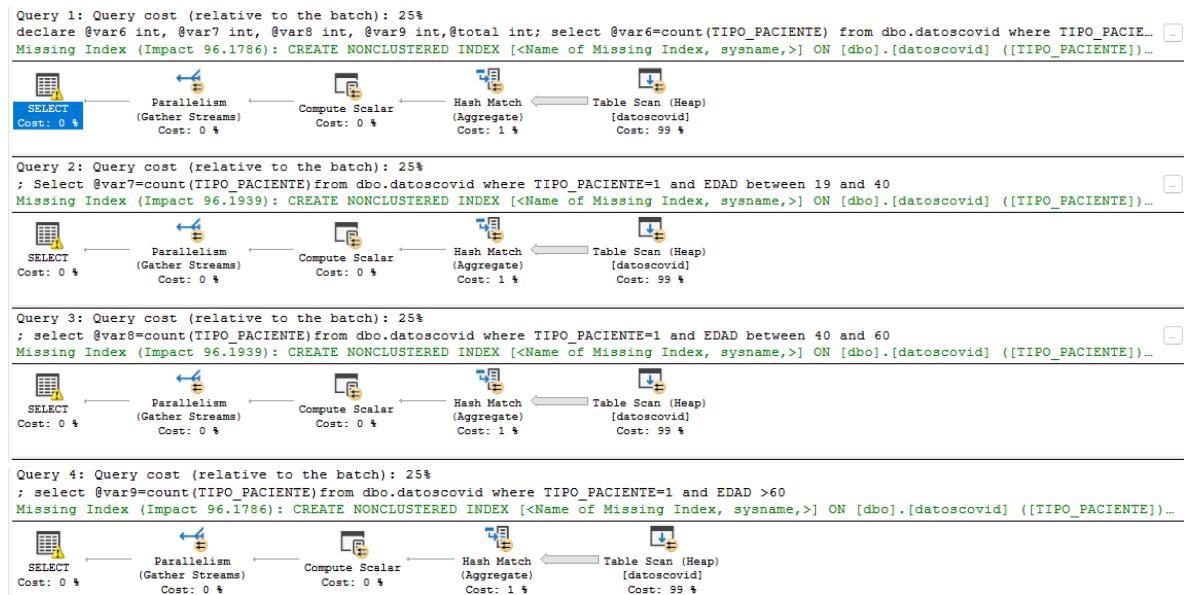 Query 1: Query cost (relative to the batch): 25%
declare @var6 int, @var7 int, @var8 int, @var9 int,@total int; select @var6=count(TIPO_PACIENTE) from dbo.datoscovid where TIPO_PACIE…
Missing Index (Impact 96.1786): CREATE NONCLUSTERED INDEX [<Name of Missing Index, sysname,>] ON [dbo].[datoscovid] ([TIPO_PACIENTE])…
SELECT
Cost: 0 %
Parallelism
(Gather Streams)
Cost: 0 %
Compute Scalar
Cost: 0 %
Hash Match
(Aggregate)
Cost: 1 %
Table Scan (Heap)
[datoscovid]
Cost: 99 %
Query 2: Query cost (relative to the batch): 25%
; Select @var7=count(TIPO_PACIENTE)from dbo.datoscovid where TIPO_PACIENTE=1 and EDAD between 19 and 40
Missing Index (Impact 96.1939): CREATE NONCLUSTERED INDEX [<Name of Missing Index, sysname,>] ON [dbo].[datoscovid] ([TIPO_PACIENTE])…
SELECT
Cost: 0 %
Parallelism
(Gather Streams)
Cost: 0 %
Compute Scalar
Cost: 0 %
Hash Match
(Aggregate)
Cost: 1 %
Table Scan (Heap)
[datoscovid]
Cost: 99 %
Query 3: Query cost (relative to the batch): 25%
; select @var8=count(TIPO_PACIENTE)from dbo.datoscovid where TIPO_PACIENTE=1 and EDAD between 40 and 60
Missing Index (Impact 96.1939): CREATE NONCLUSTERED INDEX [<Name of Missing Index, sysname,>] ON [dbo].[datoscovid] ([TIPO_PACIENTE])…
SELECT
Cost: 0 %
Parallelism
(Gather Streams)
Cost: 0 %
Compute Scalar
Cost: 0 %
Hash Match
(Aggregate)
Cost: 1 %
Table Scan (Heap)
[datoscovid]
Cost: 99 %
Query 4: Query cost (relative to the batch): 25%
; select @var9=count(TIPO_PACIENTE)from dbo.datoscovid where TIPO_PACIENTE=1 and EDAD >60
Missing Index (Impact 96.1786): CREATE NONCLUSTERED INDEX [<Name of Missing Index, sysname,>] ON [dbo].[datoscovid] ([TIPO_PACIENTE])…
SELECT
Cost: 0 %
Parallelism
(Gather Streams)
Cost: 0 %
Compute Scalar
Cost: 0 %
Hash Match
(Aggregate)
Cost: 1 %
Table Scan (Heap)
[datoscovid]
Cost: 99 %